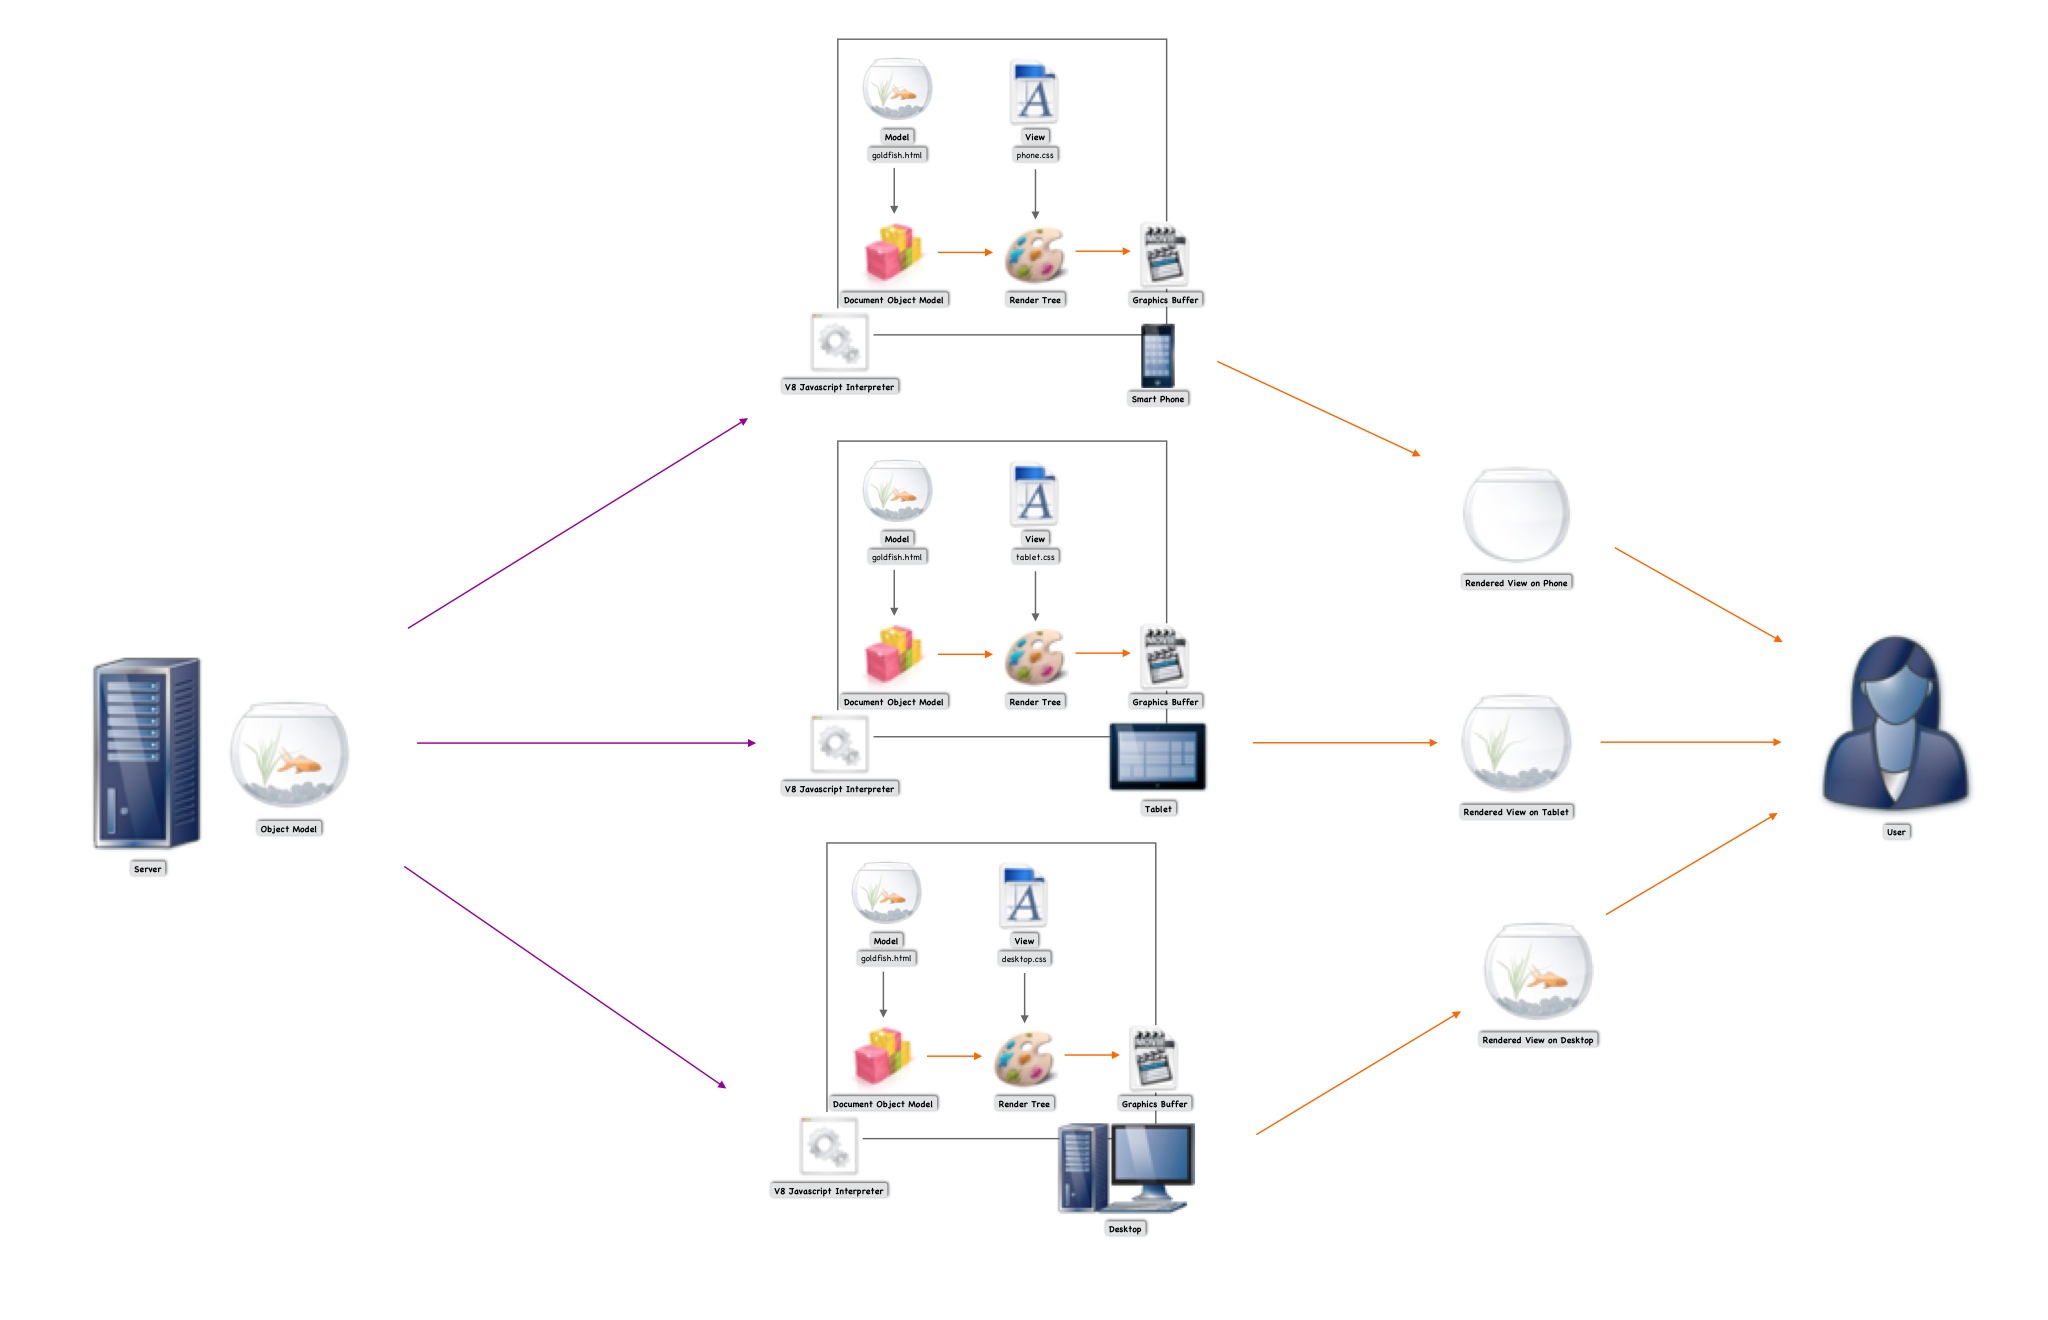 Model
goldfish.html
View
phone.css
Document Object Model
Render Tree
Graphics Buffer
V8 Javascript Interpreter
Smart Phone
Model
goldfish.html
View
tablet.css
Document Object Model
Render Tree
Graphics Buffer
V8 Javascript Interpreter
Tablet
Model
goldfish.html
View
desktop.css
Document Object Model
Render Tree
Graphics Buffer
V8 Javascript Interpreter
Desktop
Server
Object Model
Rendered View on Phone
Rendered View on Tablet
Rendered View on Desktop
User
MOVIE
MOVIE
MOVIE
A
A
A